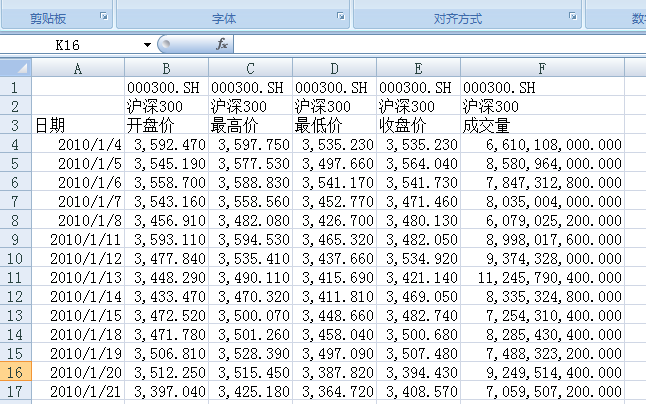 剪贴板 字体 对齐方式 数字
K16 fx
A B C D E F
1 000300.SH 000300.SH 000300.SH 000300.SH 000300.SH
2 沪深300 沪深300 沪深300 沪深300 沪深300
3 日期 开盘价 最高价 最低价 收盘价 成交量
4 2010/1/4 3,592.470 3,597.750 3,535.230 3,535.230 6,610,108,000.000
5 2010/1/5 3,545.190 3,577.530 3,497.660 3,564.040 8,580,964,000.000
6 2010/1/6 3,558.700 3,588.830 3,541.170 3,541.730 7,847,312,800.000
7 2010/1/7 3,543.160 3,558.560 3,452.770 3,471.460 8,035,004,000.000
8 2010/1/8 3,456.910 3,482.080 3,426.700 3,480.130 6,079,025,200.000
9 2010/1/11 3,593.110 3,594.530 3,465.320 3,482.050 8,998,017,600.000
10 2010/1/12 3,477.840 3,535.410 3,437.660 3,534.920 9,374,328,000.000
11 2010/1/13 3,448.290 3,490.110 3,415.690 3,421.140 11,245,790,400.000
12 2010/1/14 3,433.470 3,470.320 3,411.810 3,469.050 8,335,324,800.000
13 2010/1/15 3,472.520 3,500.070 3,448.660 3,482.740 7,254,310,400.000
14 2010/1/18 3,471.780 3,501.260 3,458.040 3,500.680 8,285,430,400.000
15 2010/1/19 3,506.810 3,528.390 3,497.090 3,507.480 7,488,323,200.000
16 2010/1/20 3,512.250 3,515.450 3,387.820 3,394.430 9,249,514,400.000
17 2010/1/21 3,397.040 3,425.180 3,364.720 3,408.570 7,059,507,200.000